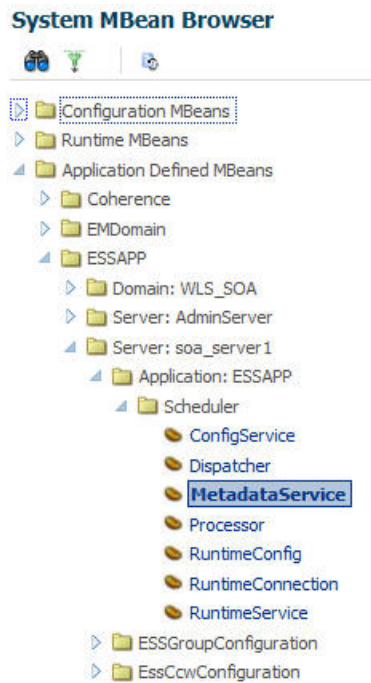 System MBean Browser
Configuration MBeans
Runtime MBeans
Application Defined MBeans
Coherence
EMDomain
ESSAPP
Domain: WLS_SOA
Server: AdminServer
Server: soa_server1
Application: ESSAPP
Scheduler
ConfigService
Dispatcher
MetadataService
Processor
RuntimeConfig
RuntimeConnection
RuntimeService
ESSGroupConfiguration
EssCcwConfiguration